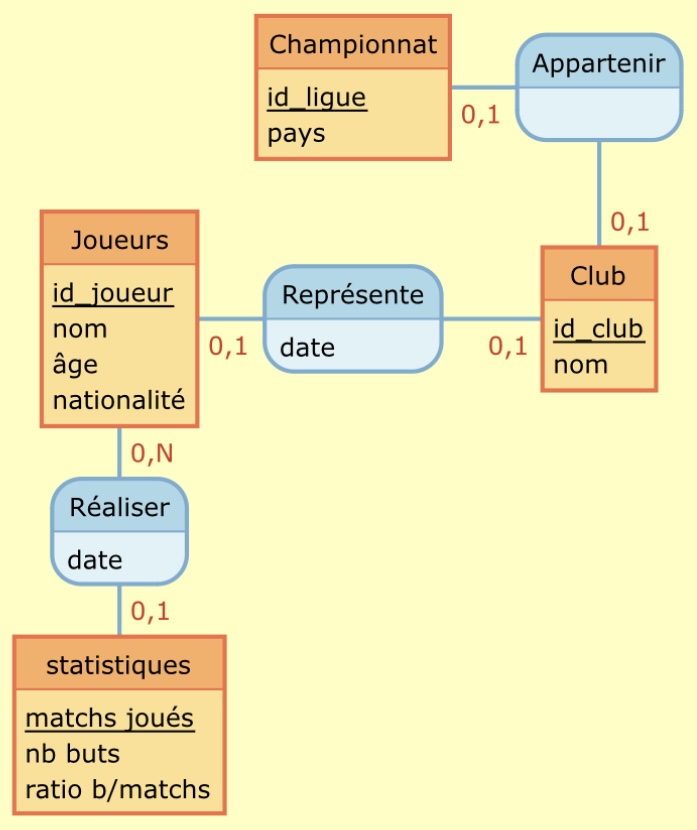 Championnat
id_ligue
pays
0,1
Appartenir
0,1
Joueurs
id_joueur
nom
âge
nationalité
0,1
Représente
date
0,1
Club
id_club
nom
0,N
Réaliser
date
0,1
statistiques
matchs joués
nb buts
ratio b/matchs